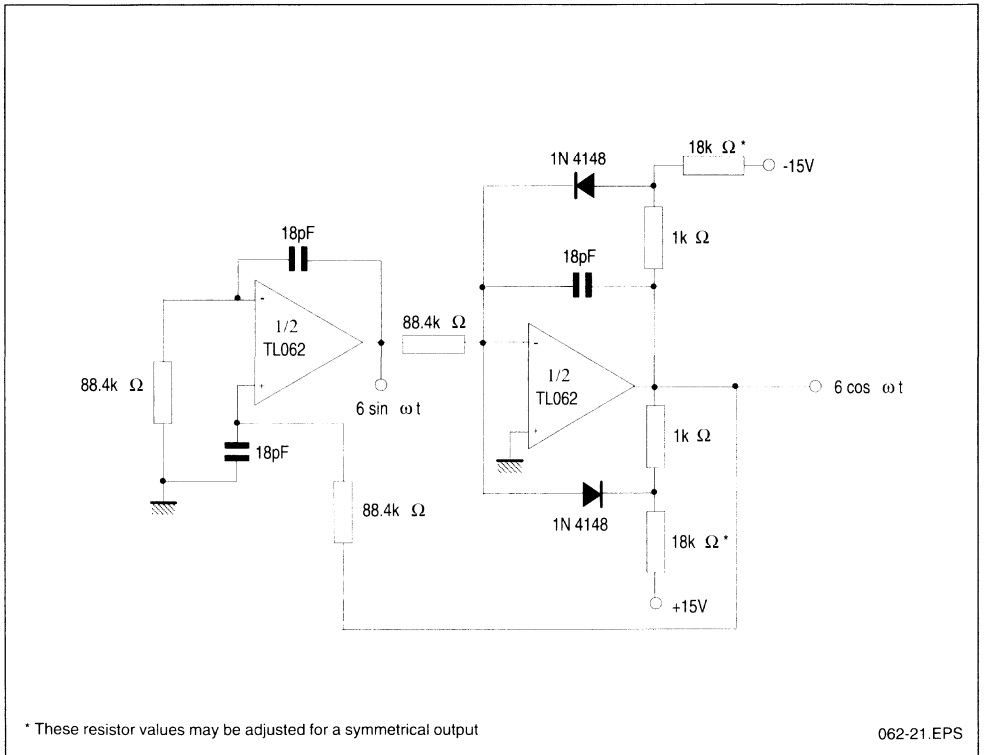 18k Ω *
1N 4148
-15V
1k Ω
18pF
18pF
88.4k Ω
-
1/2
TL062
+
-
1/2
TL062
+
88.4k Ω
6 sin ω t
6 cos ω t
18pF
1k Ω
88.4k Ω
1N 4148
18k Ω *
+15V
* These resistor values may be adjusted for a symmetrical output
062-21.EPS